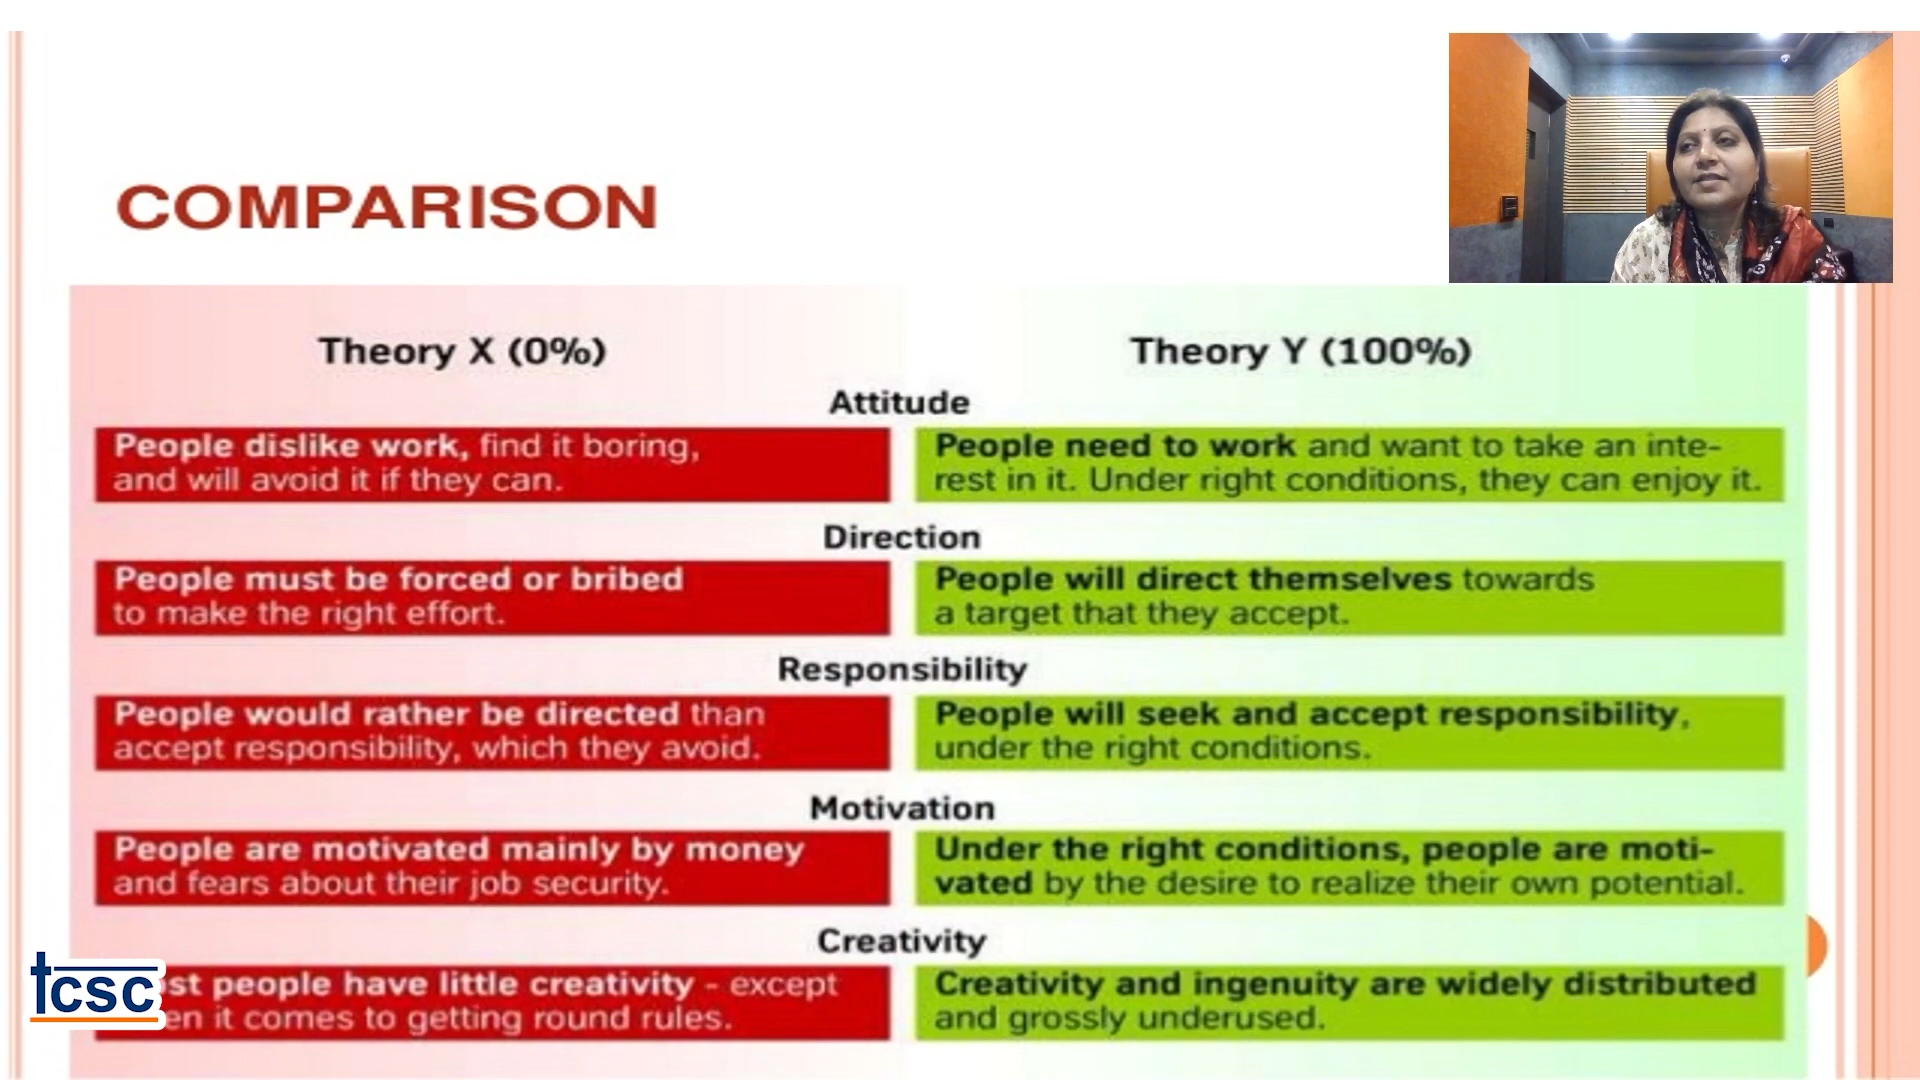 COMPARISON
Theory X (0%)
Theory Y (100%)
Attitude
People dislike work, find it boring,
and will avoid it if they can.
People need to work and want to take an inte-
rest in it. Under right conditions, they can enjoy it.
Direction
People must be forced or bribed
to make the right effort.
People will direct themselves towards
a target that they accept.
Responsibility
People would rather be directed than
accept responsibility, which they avoid.
People will seek and accept responsibility,
under the right conditions.
Motivation
People are motivated mainly by money
and fears about their job security.
Under the right conditions, people are moti-
vated by the desire to realize their own potential.
Creativity
people have little creativity - except
it comes to getting round rules.
Creativity and ingenuity are widely distributed
and grossly underused.
tcsc